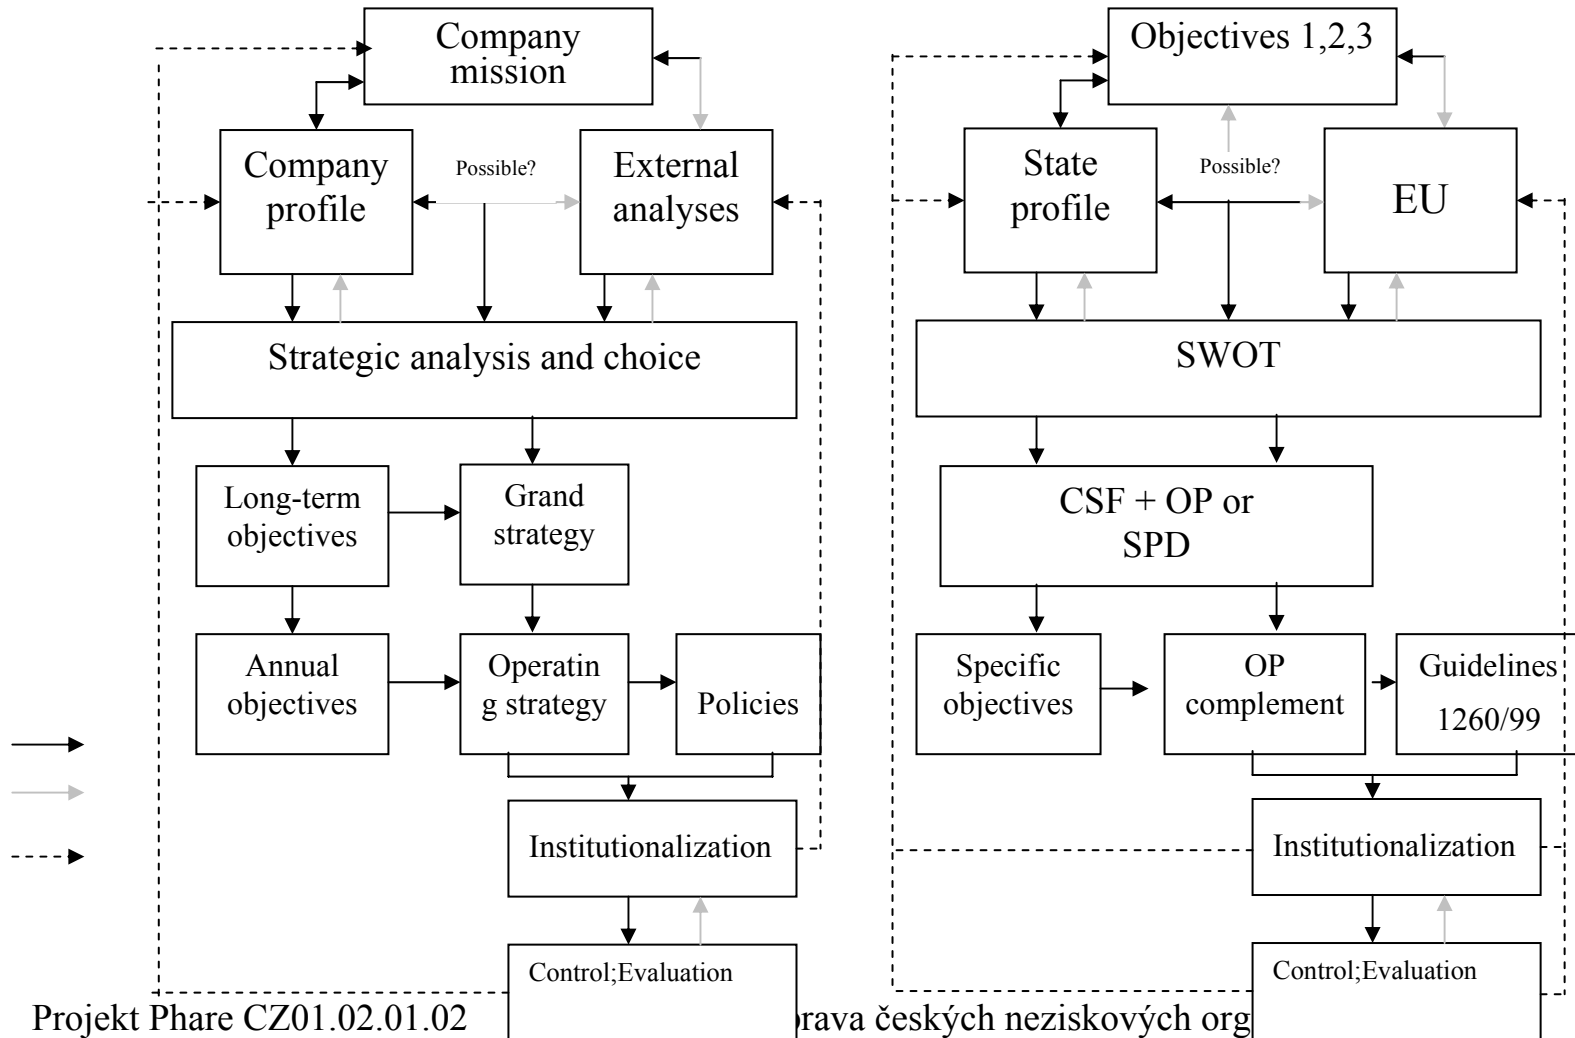 Company
mission
Company
profile
Possible?
External
analyses
Strategic analysis and choice
Long-term
objectives
Grand
strategy
Annual
objectives
Operatin
g strategy
Policies
Institutionalization
Control;Evaluation
Objectives 1,2,3
State
profile
Possible?
EU
SWOT
CSF + OP or
SPD
Specific
objectives
OP
complement
Guidelines
1260/99
Institutionalization
Control;Evaluation
Projekt Phare CZ01.02.01.02 prava českých neziskových org